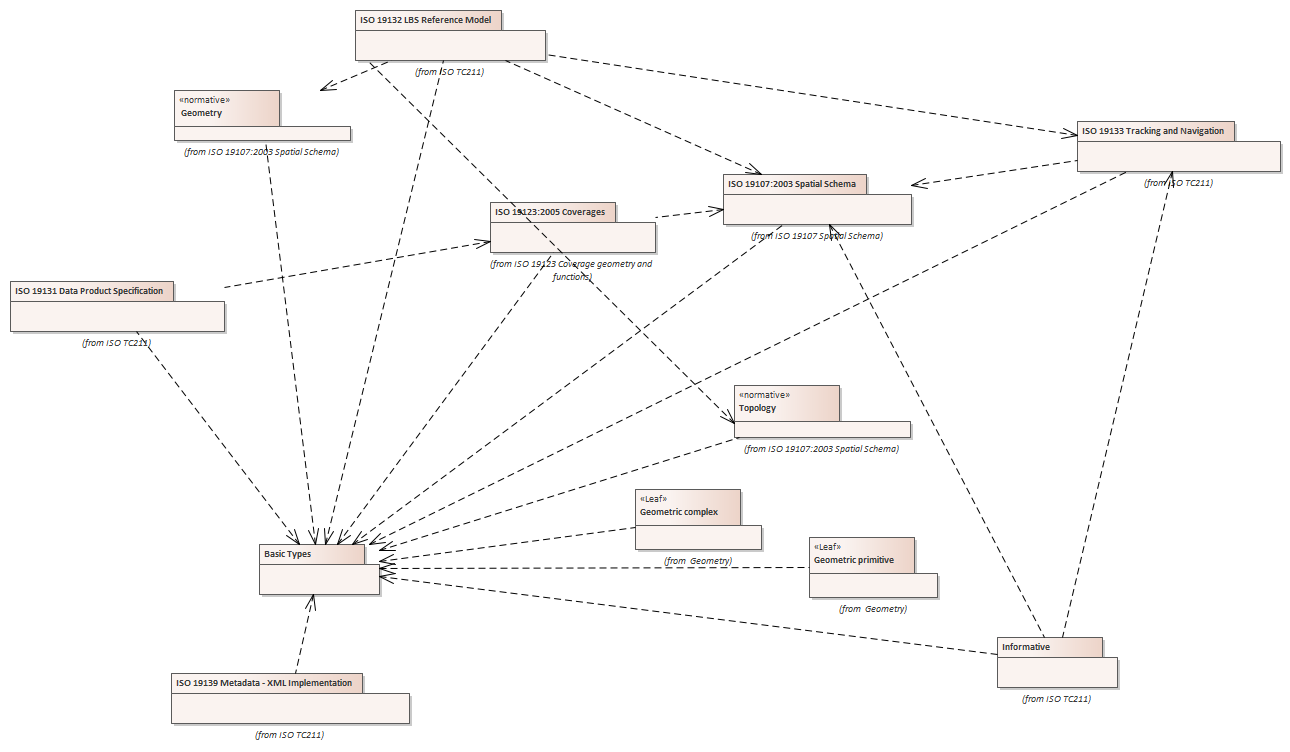 ISO 19132 LBS Reference Model
(from ISO TC211)
«normative»
Geometry
(from ISO 19107:2003 Spatial Schema)
ISO 19133 Tracking and Navigation
(from ISO TC211)
ISO 19107:2003 Spatial Schema
(from ISO 19107 Spatial Schema)
ISO 19123:2005 Coverages
(from ISO 19123 Coverage geometry and
functions)
ISO 19131 Data Product Specification
(from ISO TC211)
«normative»
Topology
(from ISO 19107:2003 Spatial Schema)
«Leaf»
Geometric complex
(from Geometry)
«Leaf»
Geometric primitive
(from Geometry)
Basic Types
Informative
(from ISO TC211)
ISO 19139 Metadata - XML Implementation
(from ISO TC211)